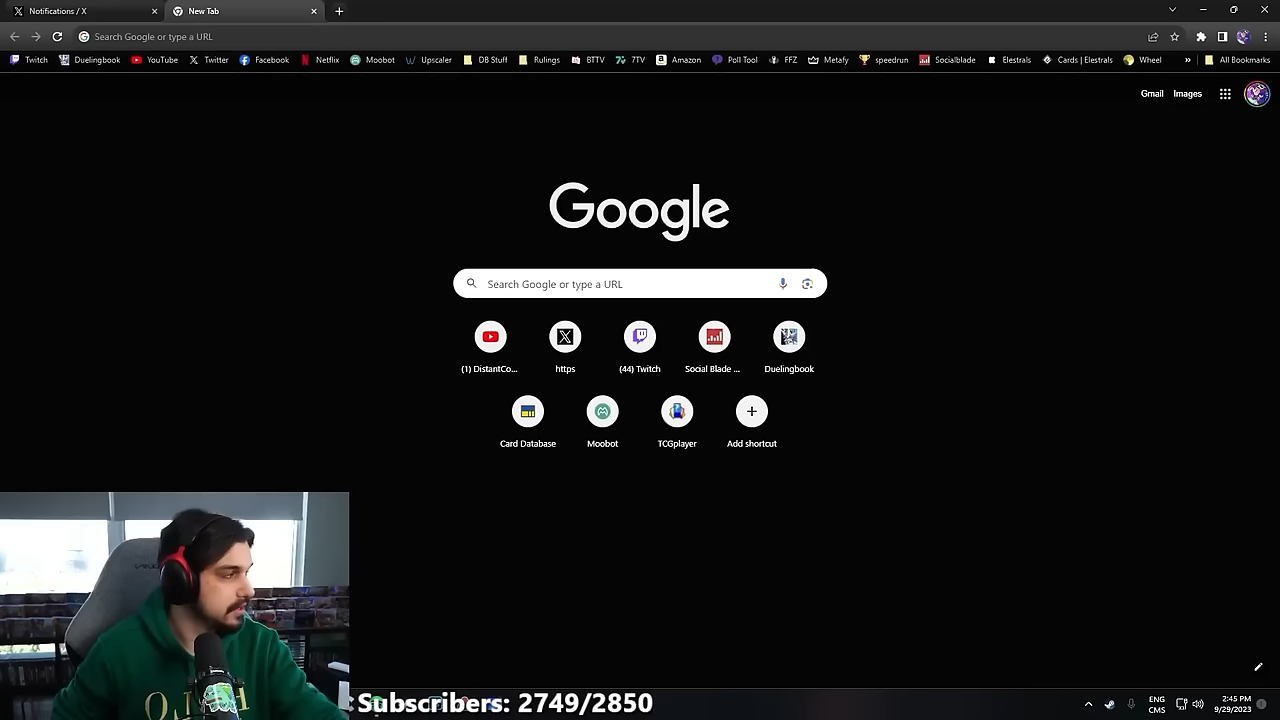 Notifications / X
New Tab
Search Google or type a URL
Twitch Duelingbook YouTube Twitter Facebook Netflix Moobot Upscaler DB Stuff Rulings BTTV 7TV Amazon Poll Tool FFZ Metafy speedrun Socialblade Elestrals Cards | Elestrals Wheel » All Bookmarks
Gmail Images
Google
Search Google or type a URL
(1) DistantCo... https (44) Twitch Social Blade ... Duelingbook
Card Database Moobot TCGplayer Add shortcut
Subscribers: 2749/2850
ENG
CMS
2:45 PM
9/29/2023